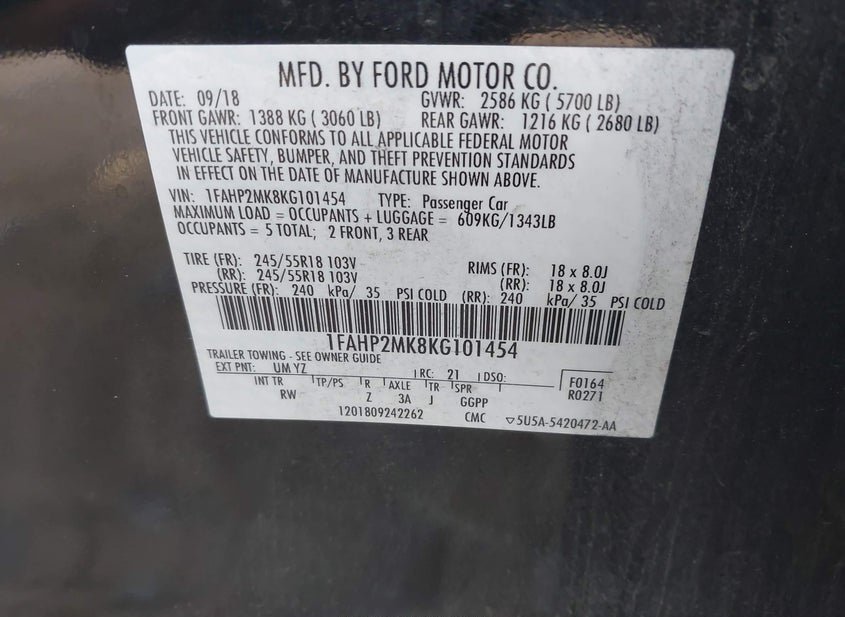 MFD. BY FORD MOTOR CO.
DATE: 09/18 GVWR: 2586 KG ( 5700 LB)
FRONT GAWR: 1388 KG ( 3060 LB) REAR GAWR: 1216 KG ( 2680 LB)
THIS VEHICLE CONFORMS TO ALL APPLICABLE FEDERAL MOTOR
VEHICLE SAFETY, BUMPER, AND THEFT PREVENTION STANDARDS
IN EFFECT ON THE DATE OF MANUFACTURE SHOWN ABOVE.
VIN: 1FAHP2MK8KG101454 TYPE: Passenger Car
MAXIMUM LOAD = OCCUPANTS + LUGGAGE = 609KG/1343LB
OCCUPANTS = 5 TOTAL; 2 FRONT, 3 REAR
TIRE (FR): 245/55R18 103V RIMS (FR): 18 x 8.0J
(RR): 245/55R18 103V (RR): 18 x 8.0J
PRESSURE (FR): 240 kPa/ 35 PSI COLD (RR): 240 kPa/ 35 PSI COLD
1FAHP2MK8KG101454
TRAILER TOWING - SEE OWNER GUIDE
EXT PNT: UM YZ RC: 21 DSO: F0164
INT TR TP/PS R AXLE TR SPR R0271
RW Z 3A J GGPP
1201809242262 CMC ▽5U5A-5420472-AA